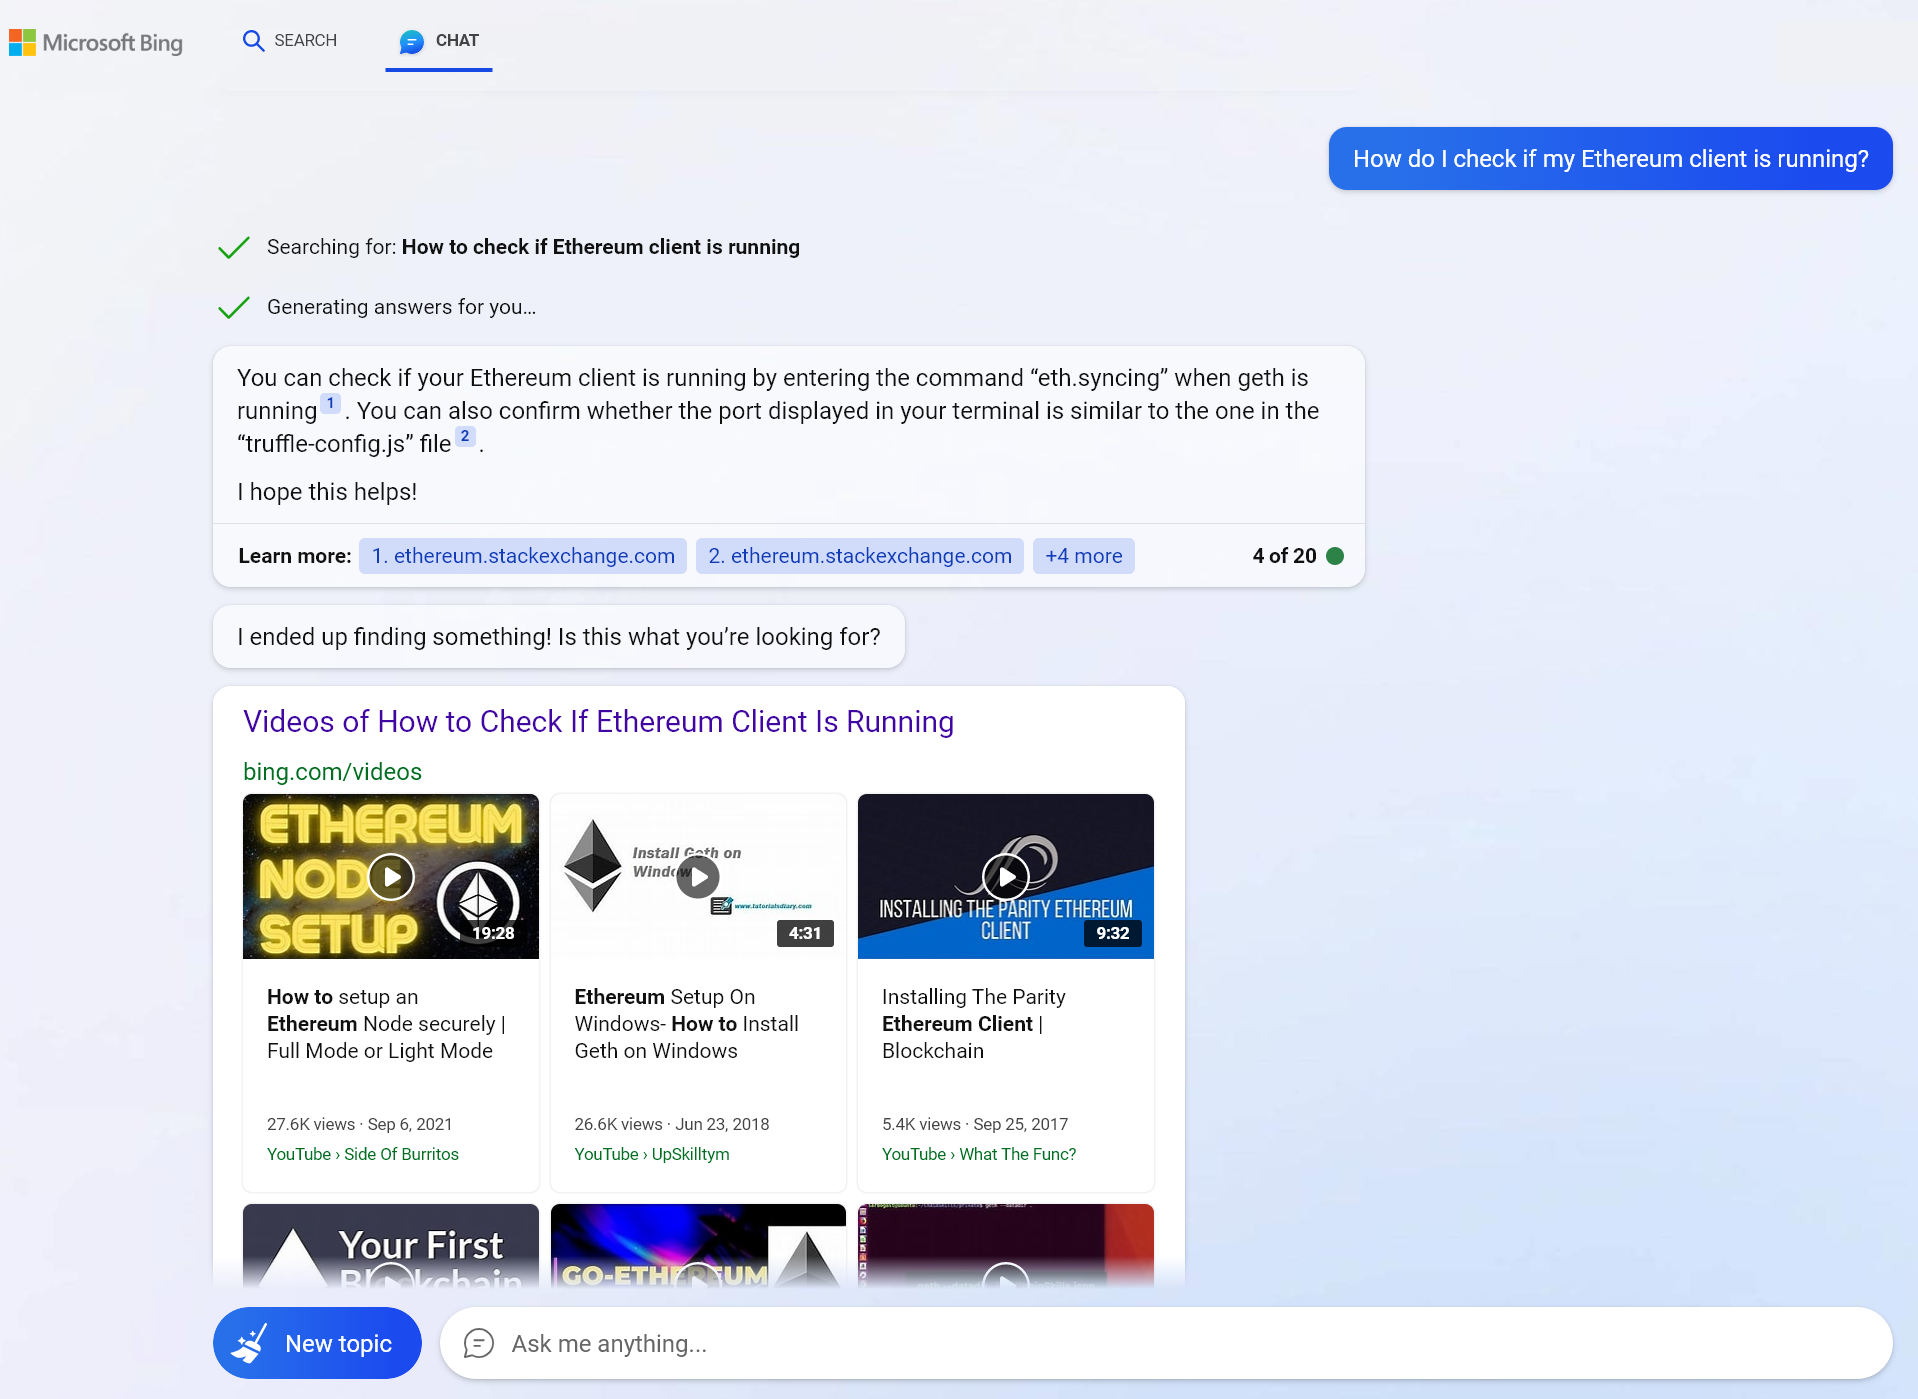 Microsoft Bing
SEARCH
CHAT
How do I check if my Ethereum client is running?
Searching for: How to check if Ethereum client is running
Generating answers for you...
You can check if your Ethereum client is running by entering the command “eth.syncing” when geth is
running 1 . You can also confirm whether the port displayed in your terminal is similar to the one in the
“truffle-config.js” file 2 .
I hope this helps!
Learn more: 1. ethereum.stackexchange.com 2. ethereum.stackexchange.com +4 more 4 of 20
I ended up finding something! Is this what you’re looking for?
Videos of How to Check If Ethereum Client Is Running
bing.com/videos
ETHEREUM
NODE
SETUP
19:28
Install Geth on
Windows
www.tutorialsdiary.com
4:31
INSTALLING THE PARITY ETHEREUM
CLIENT
9:32
How to setup an
Ethereum Node securely |
Full Mode or Light Mode
27.6K views · Sep 6, 2021
YouTube › Side Of Burritos
Ethereum Setup On
Windows- How to Install
Geth on Windows
26.6K views · Jun 23, 2018
YouTube › UpSkilltym
Installing The Parity
Ethereum Client |
Blockchain
5.4K views · Sep 25, 2017
YouTube › What The Func?
Your First
Blockchain
GO-ETHEREUM
New topic
Ask me anything...